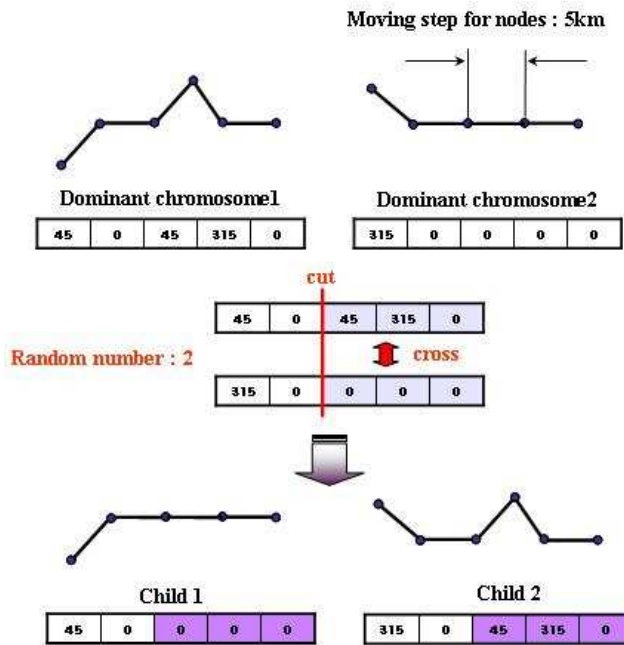 Moving step for nodes : 5km
Dominant chromosome1
Dominant chromosome2
45 0 45 315 0
315 0 0 0 0
cut
45 0 45 315 0
Random number : 2
cross
315 0 0 0 0
Child 1
Child 2
45 0 0 0 0
315 0 45 315 0